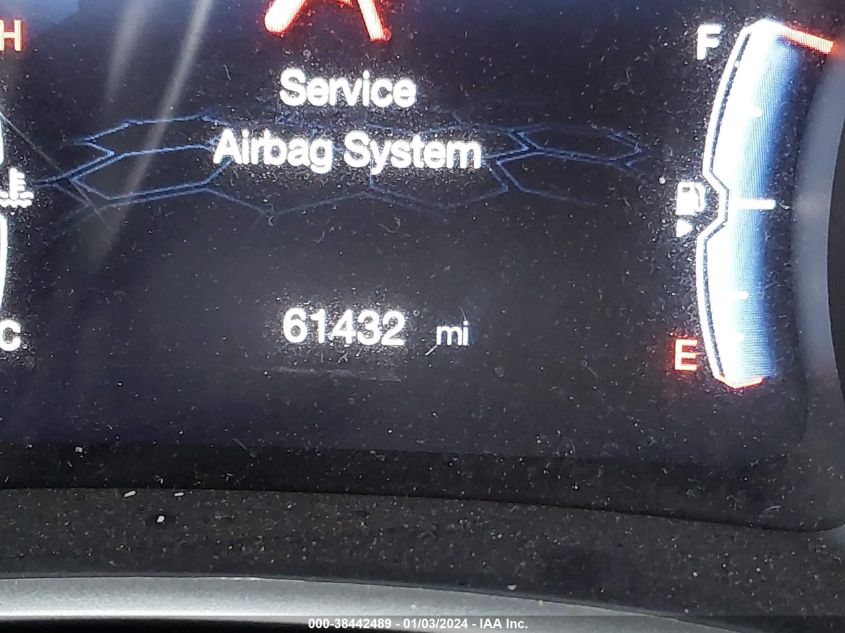 H
F
Service
Airbag System
61432 mi
C
E
000-38442489 - 01/03/2024 - IAA Inc.